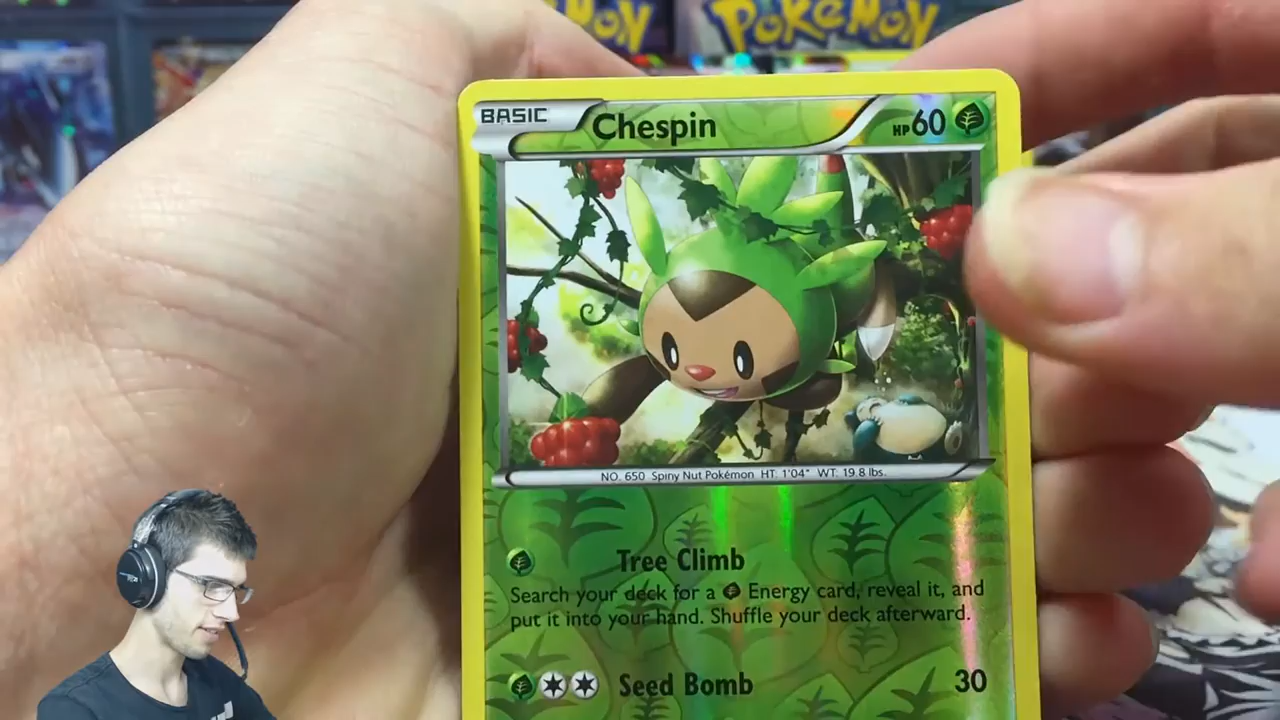 POKéMON
BASIC
Chespin
HP60
NO. 650 Spiny Nut Pokémon HT: 1'04" WT: 19.8 lbs.
Tree Climb
Search your deck for a Energy card, reveal it, and
put it into your hand. Shuffle your deck afterward.
Seed Bomb 30